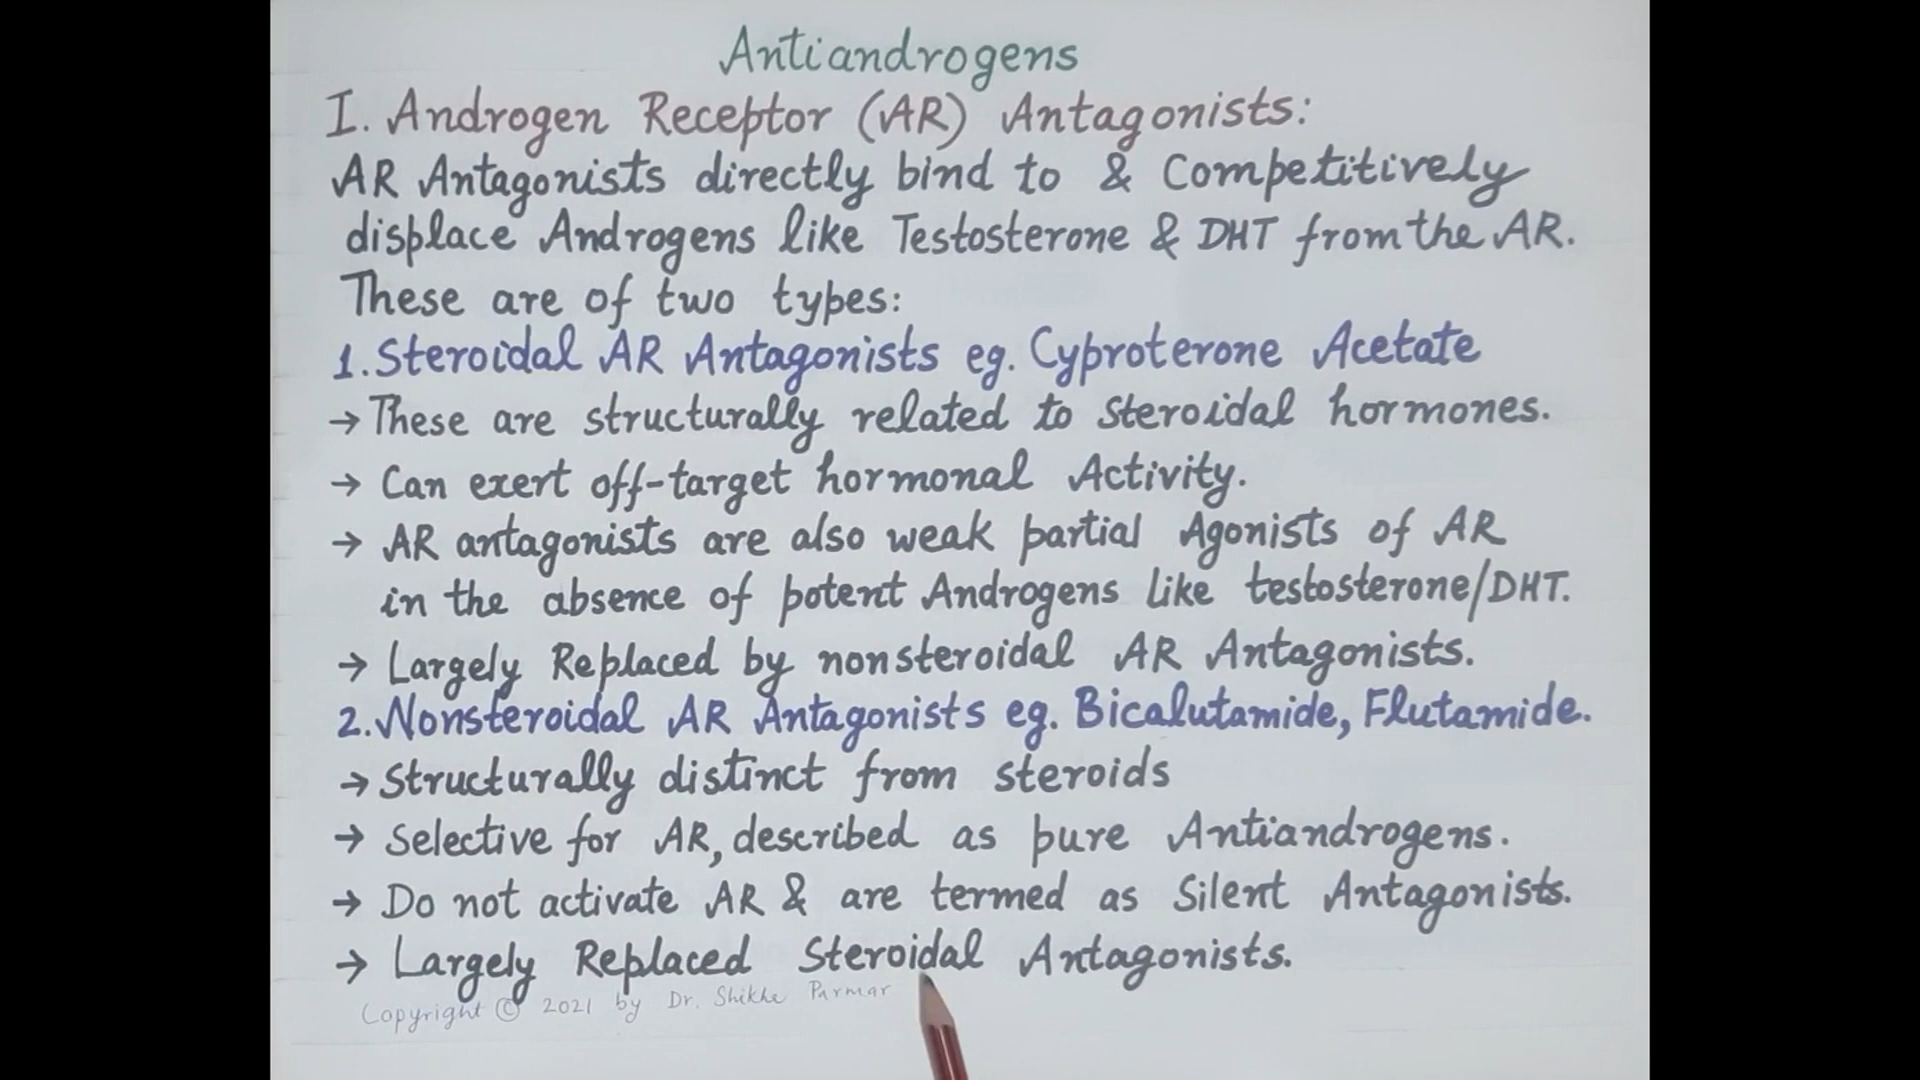 Antiandrogens
I. Androgen Receptor (AR) Antagonists:
AR Antagonists directly bind to & Competitively
displace Androgens like Testosterone & DHT from the AR.
These are of two types:
1. Steroidal AR Antagonists eg. Cyproterone Acetate
→ These are structurally related to Steroidal hormones.
→ Can exert off-target hormonal Activity.
→ AR antagonists are also weak partial Agonists of AR
in the absence of potent Androgens like testosterone/DHT.
→ Largely Replaced by nonsteroidal AR Antagonists.
2. Nonsteroidal AR Antagonists eg. Bicalutamide, Flutamide.
→ Structurally distinct from steroids
→ Selective for AR, described as pure Antiandrogens.
→ Do not activate AR & are termed as Silent Antagonists.
→ Largely Replaced Steroidal Antagonists.
Copyright © 2021 by Dr. Shikha Parmar